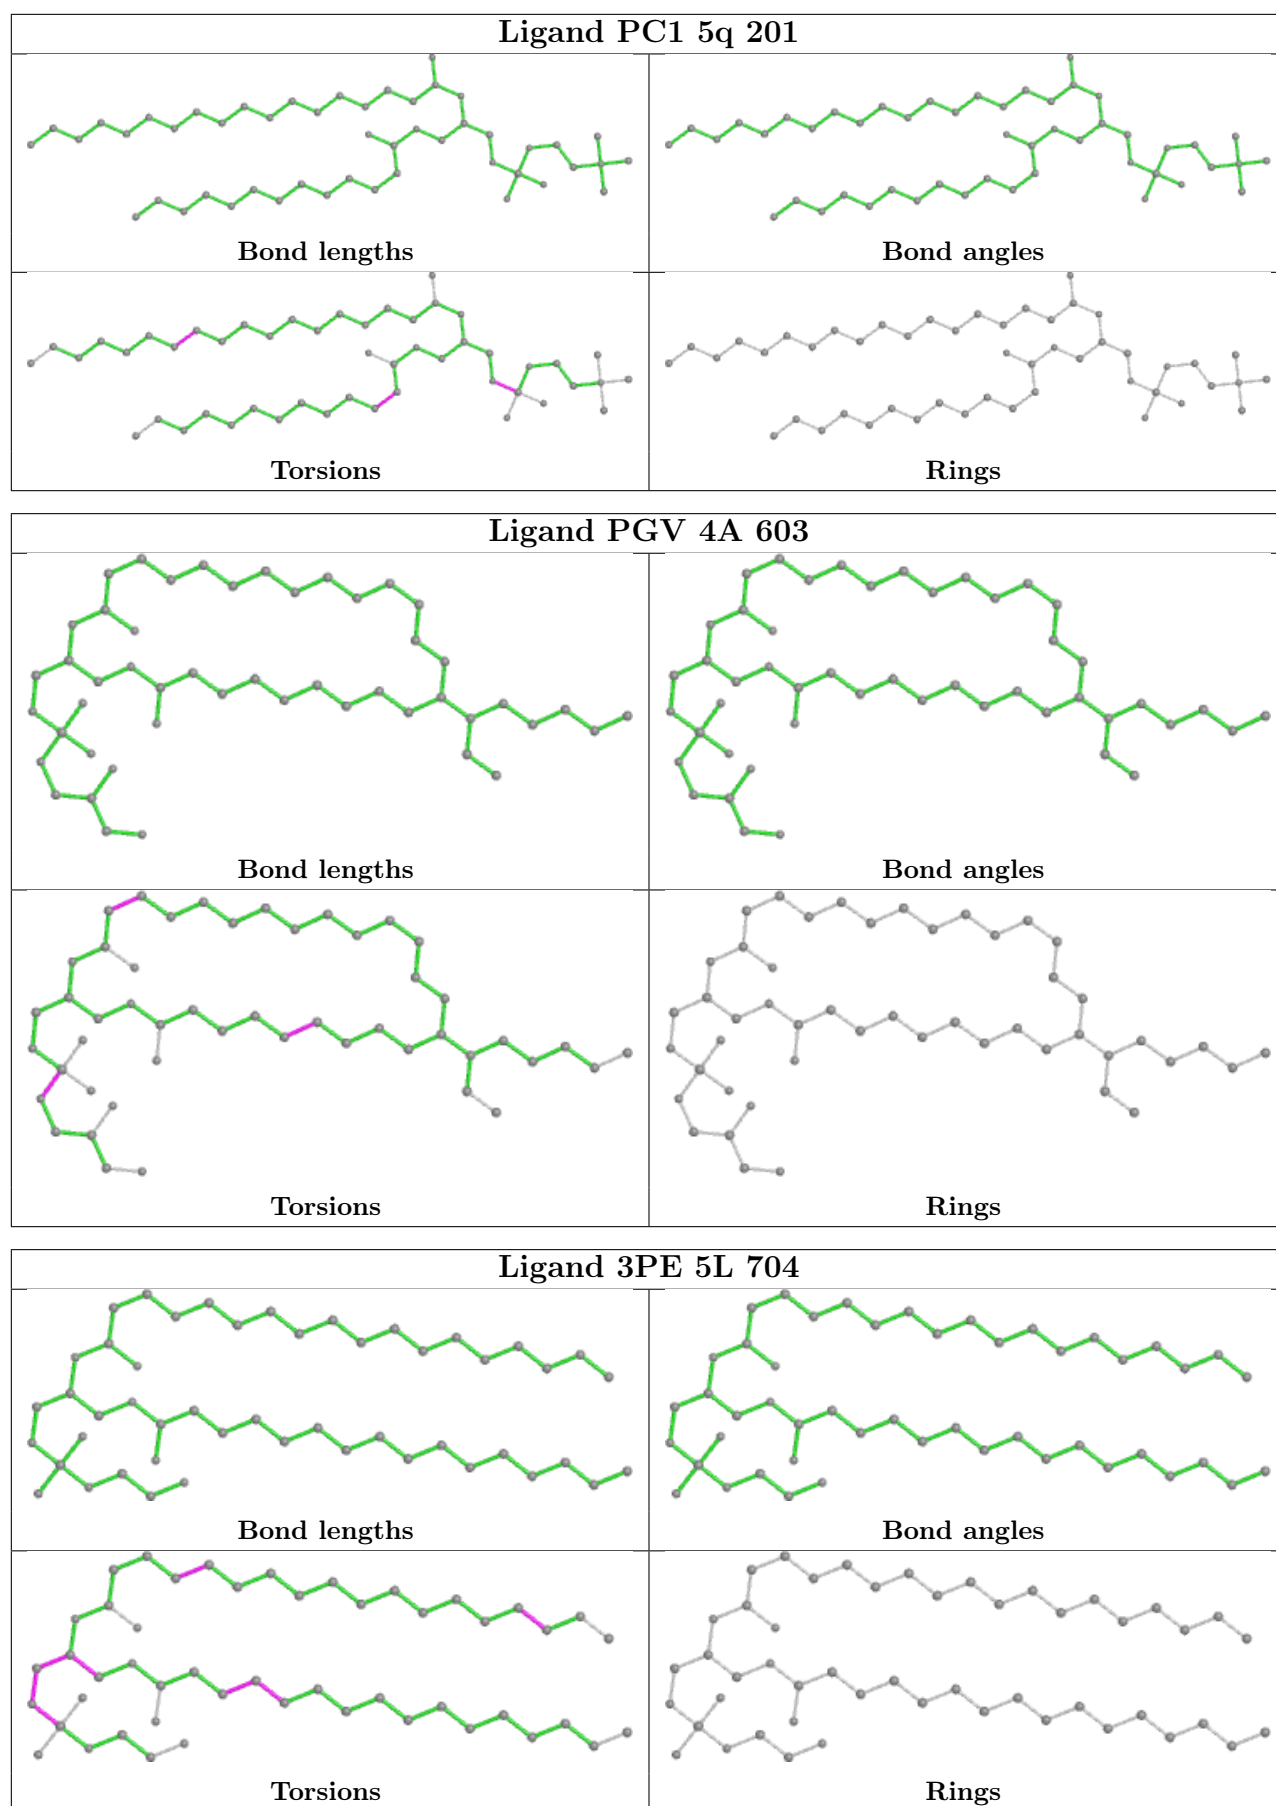 Ligand PC1 5q 201
Bond lengths
Bond angles
Torsions
Rings
Ligand PGV 4A 603
Bond lengths
Bond angles
Torsions
Rings
Ligand 3PE 5L 704
Bond lengths
Bond angles
Torsions
Rings